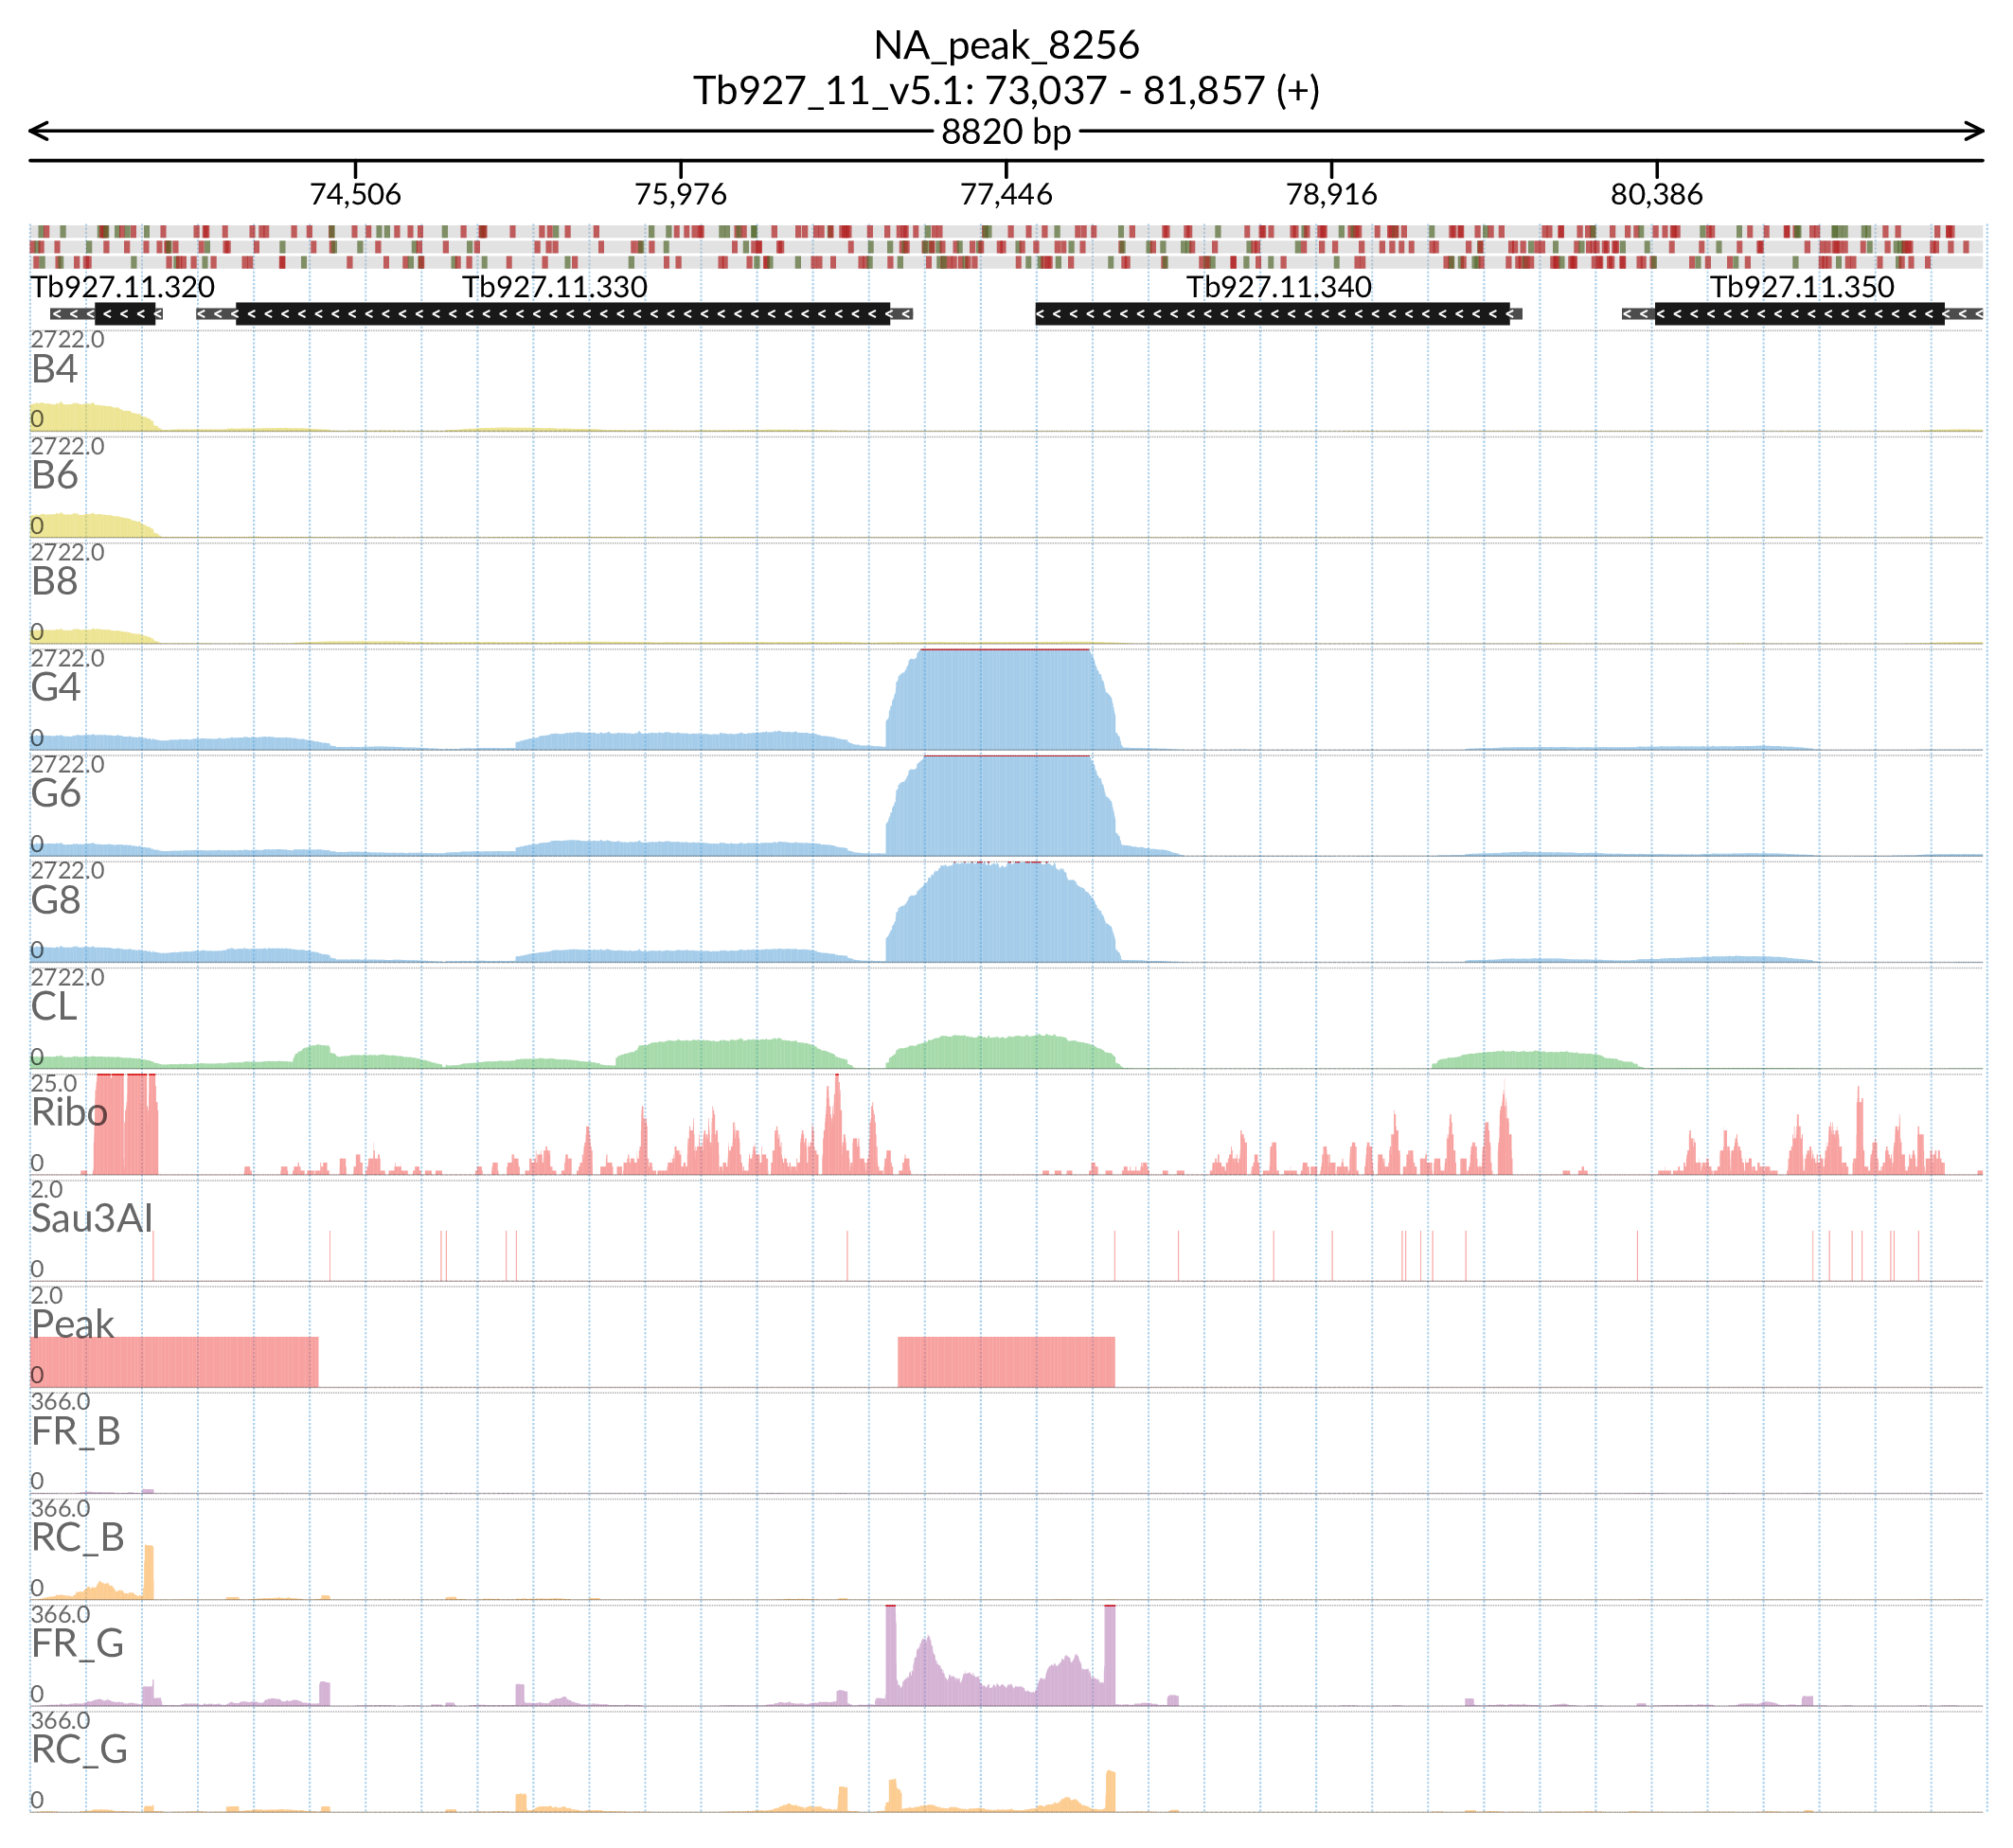 NA_peak_8256
Tb927_11_v5.1: 73,037 - 81,857 (+)
8820 bp
74,506 75,976 77,446 78,916 80,386
Tb927.11.320 Tb927.11.330 Tb927.11.340 Tb927.11.350
2722.0
B4
0
2722.0
B6
0
2722.0
B8
0
2722.0
G4
0
2722.0
G6
0
2722.0
G8
0
2722.0
CL
0
25.0
Ribo
0
2.0
Sau3AI
0
2.0
Peak
0
366.0
FR_B
0
366.0
RC_B
0
366.0
FR_G
0
366.0
RC_G
0